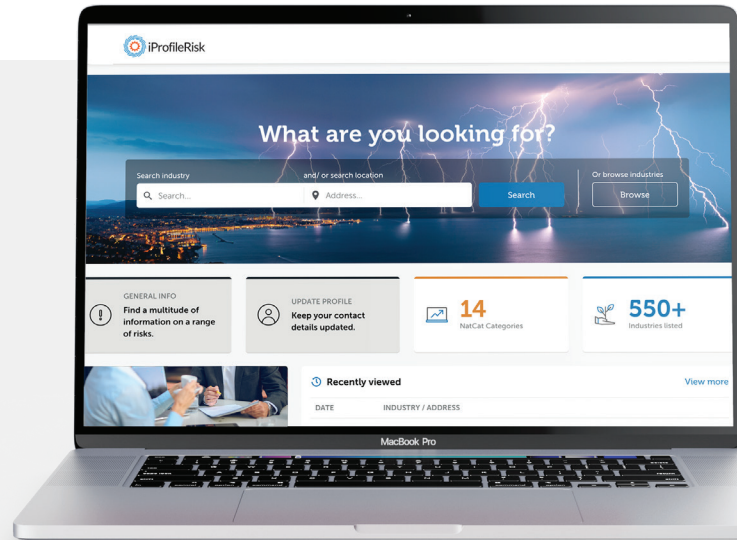 iProfileRisk
What are you looking for?
Search industry
and/ or search location
Or browse industries
Search...
Address...
Search
Browse
GENERAL INFO
Find a multitude of
information on a range
of risks.
UPDATE PROFILE
Keep your contact
details updated.
14
NatCat Categories
550+
Industries listed
Recently viewed
View more
DATE
INDUSTRY / ADDRESS
MacBook Pro